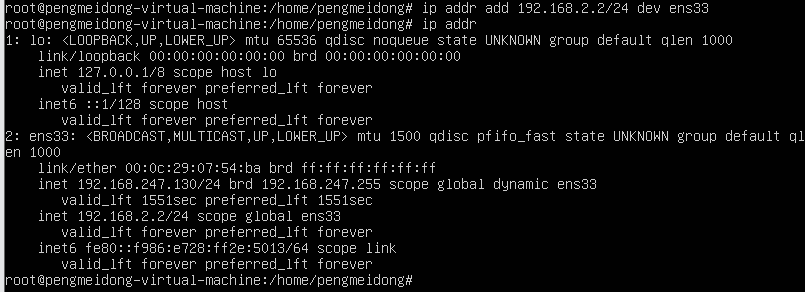 root@pengmeidong-virtual-machine:/home/pengmeidong# ip addr add 192.168.2.2/24 dev ens33
root@pengmeidong-virtual-machine:/home/pengmeidong# ip addr
1: lo: <LOOPBACK,UP,LOWER_UP> mtu 65536 qdisc noqueue state UNKNOWN group default qlen 1000
    link/loopback 00:00:00:00:00:00 brd 00:00:00:00:00:00
    inet 127.0.0.1/8 scope host lo
       valid_lft forever preferred_lft forever
    inet6 ::1/128 scope host
       valid_lft forever preferred_lft forever
2: ens33: <BROADCAST,MULTICAST,UP,LOWER_UP> mtu 1500 qdisc pfifo_fast state UNKNOWN group default ql
en 1000
    link/ether 00:0c:29:07:54:ba brd ff:ff:ff:ff:ff:ff
    inet 192.168.247.130/24 brd 192.168.247.255 scope global dynamic ens33
       valid_lft 1551sec preferred_lft 1551sec
    inet 192.168.2.2/24 scope global ens33
       valid_lft forever preferred_lft forever
    inet6 fe80::f986:e728:ff2e:5013/64 scope link
       valid_lft forever preferred_lft forever
root@pengmeidong-virtual-machine:/home/pengmeidong#